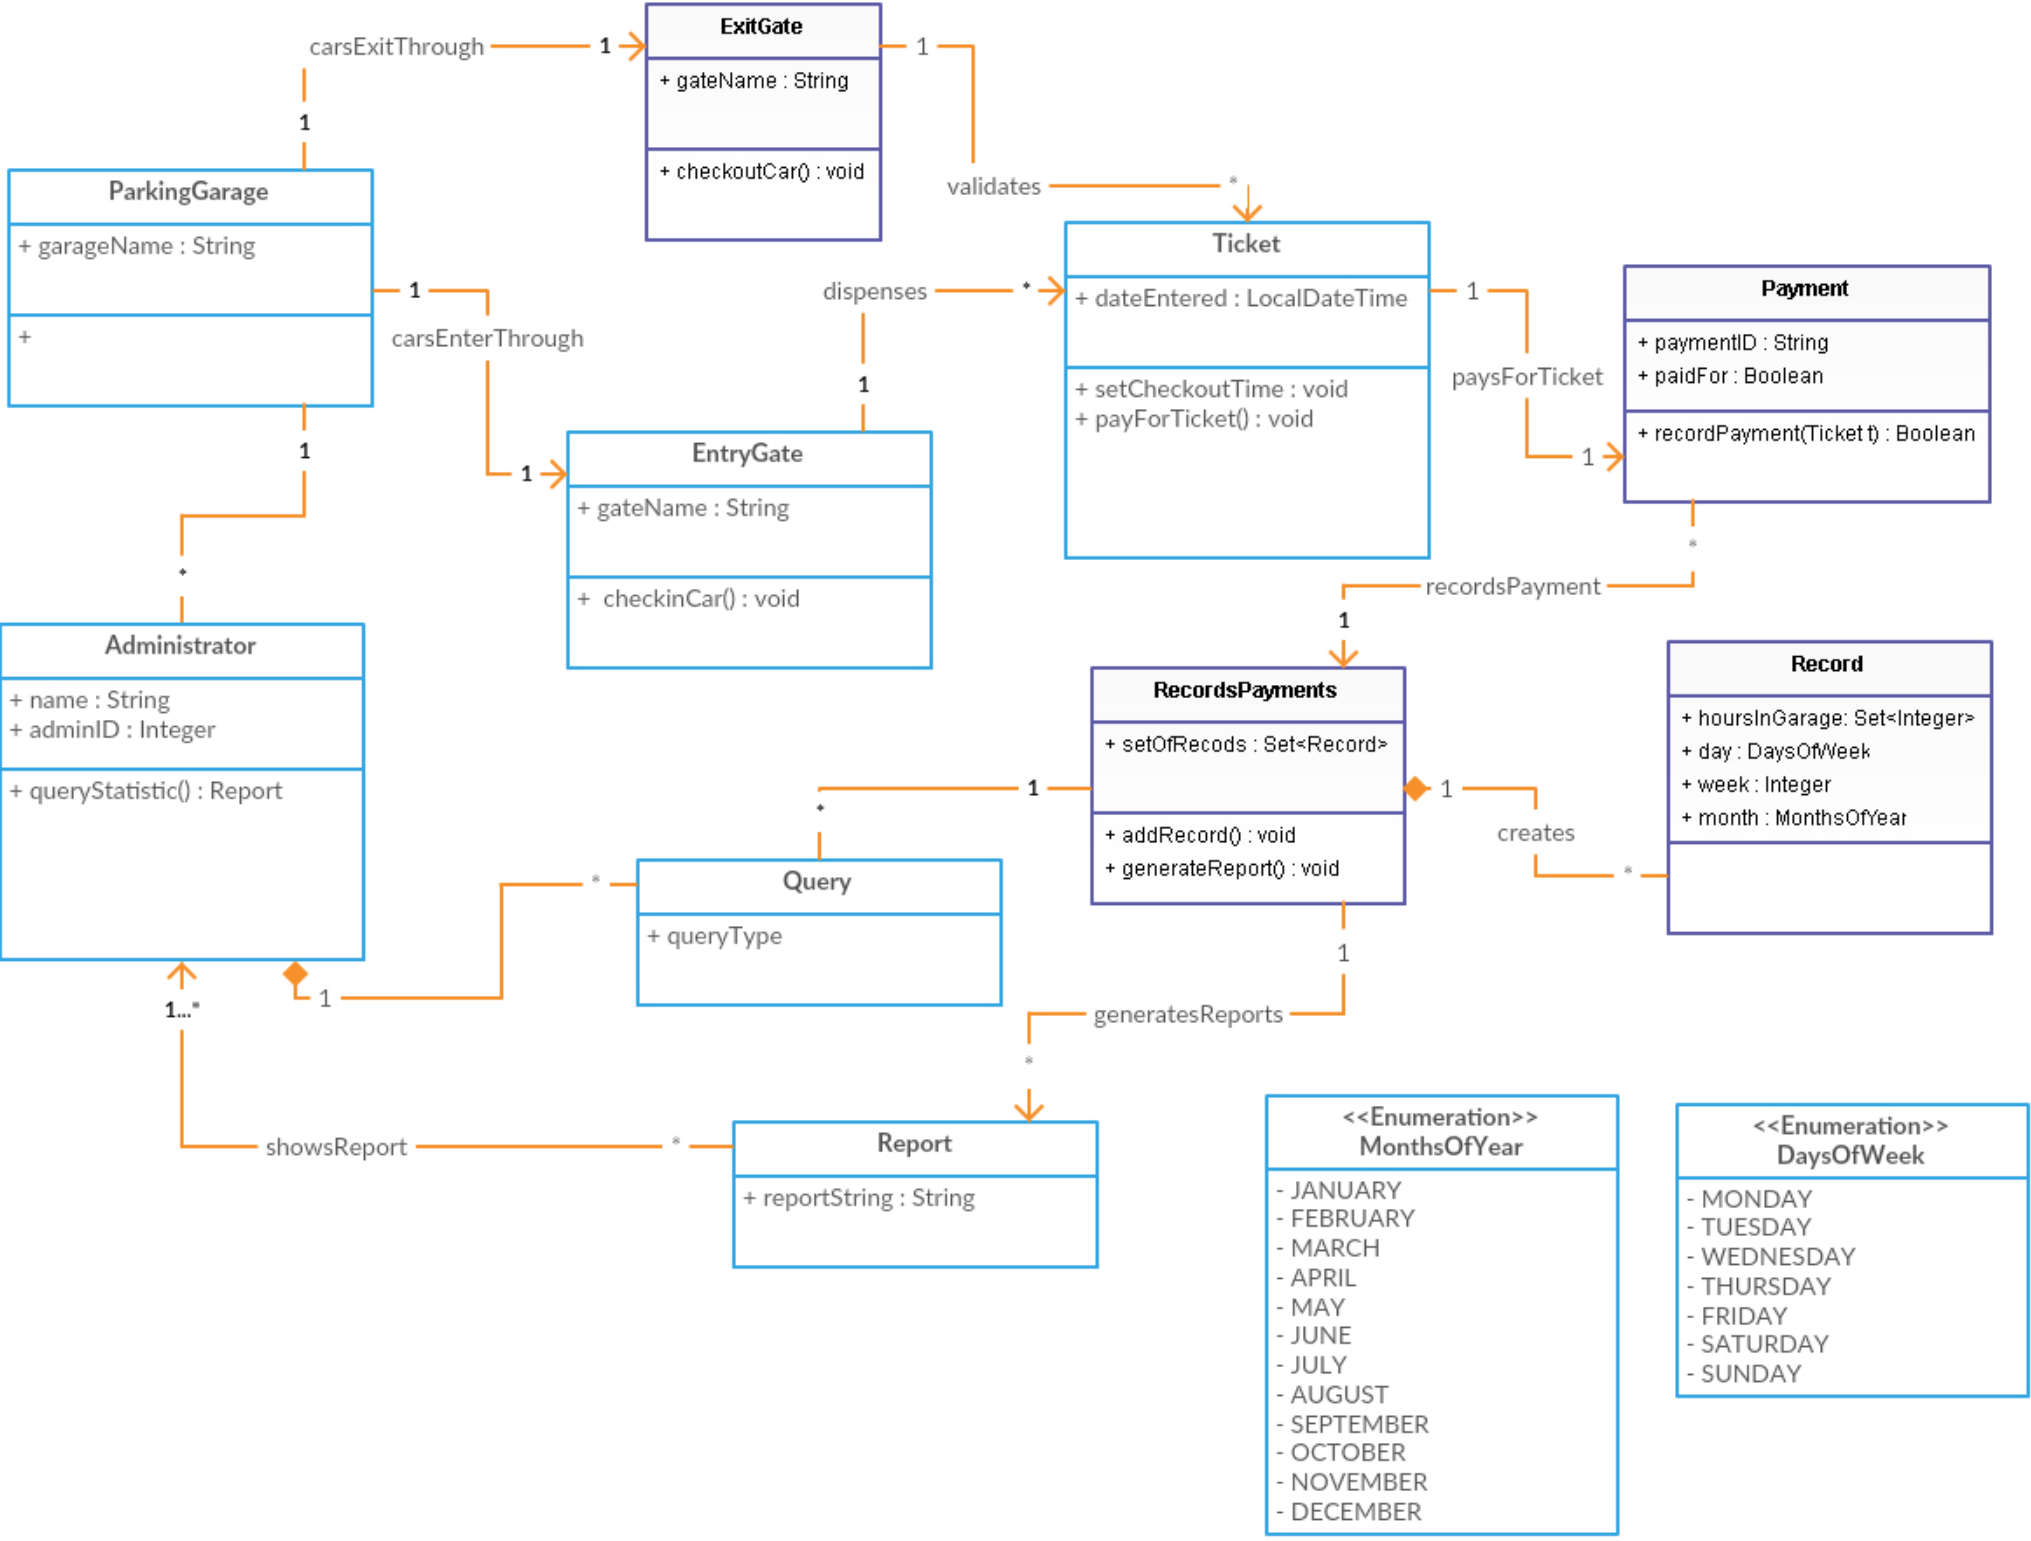 carsExitThrough
1
1
ExitGate
+ gateName : String
+ checkoutCar() : void
1
validates
*
ParkingGarage
+ garageName : String
+
1
carsEnterThrough
1
1
*
dispenses
*
1
EntryGate
+ gateName : String
+ checkinCar() : void
Ticket
+ dateEntered : LocalDateTime
+ setCheckoutTime : void
+ payForTicket() : void
1
paysForTicket
1
Payment
+ paymentID : String
+ paidFor : Boolean
+ recordPayment(Ticket t) : Boolean
*
recordsPayment
1
Administrator
+ name : String
+ adminID : Integer
+ queryStatistic() : Report
RecordsPayments
+ setOfRecods : Set<Record>
+ addRecord() : void
+ generateReport() : void
1
creates
*
Record
+ hoursInGarage: Set<Integer>
+ day : DaysOfWeek
+ week : Integer
+ month : MonthsOfYear
1
*
Query
+ queryType
*
1
1...*
showsReport
*
1
generatesReports
*
Report
+ reportString : String
<<Enumeration>>
MonthsOfYear
- JANUARY
- FEBRUARY
- MARCH
- APRIL
- MAY
- JUNE
- JULY
- AUGUST
- SEPTEMBER
- OCTOBER
- NOVEMBER
- DECEMBER
<<Enumeration>>
DaysOfWeek
- MONDAY
- TUESDAY
- WEDNESDAY
- THURSDAY
- FRIDAY
- SATURDAY
- SUNDAY